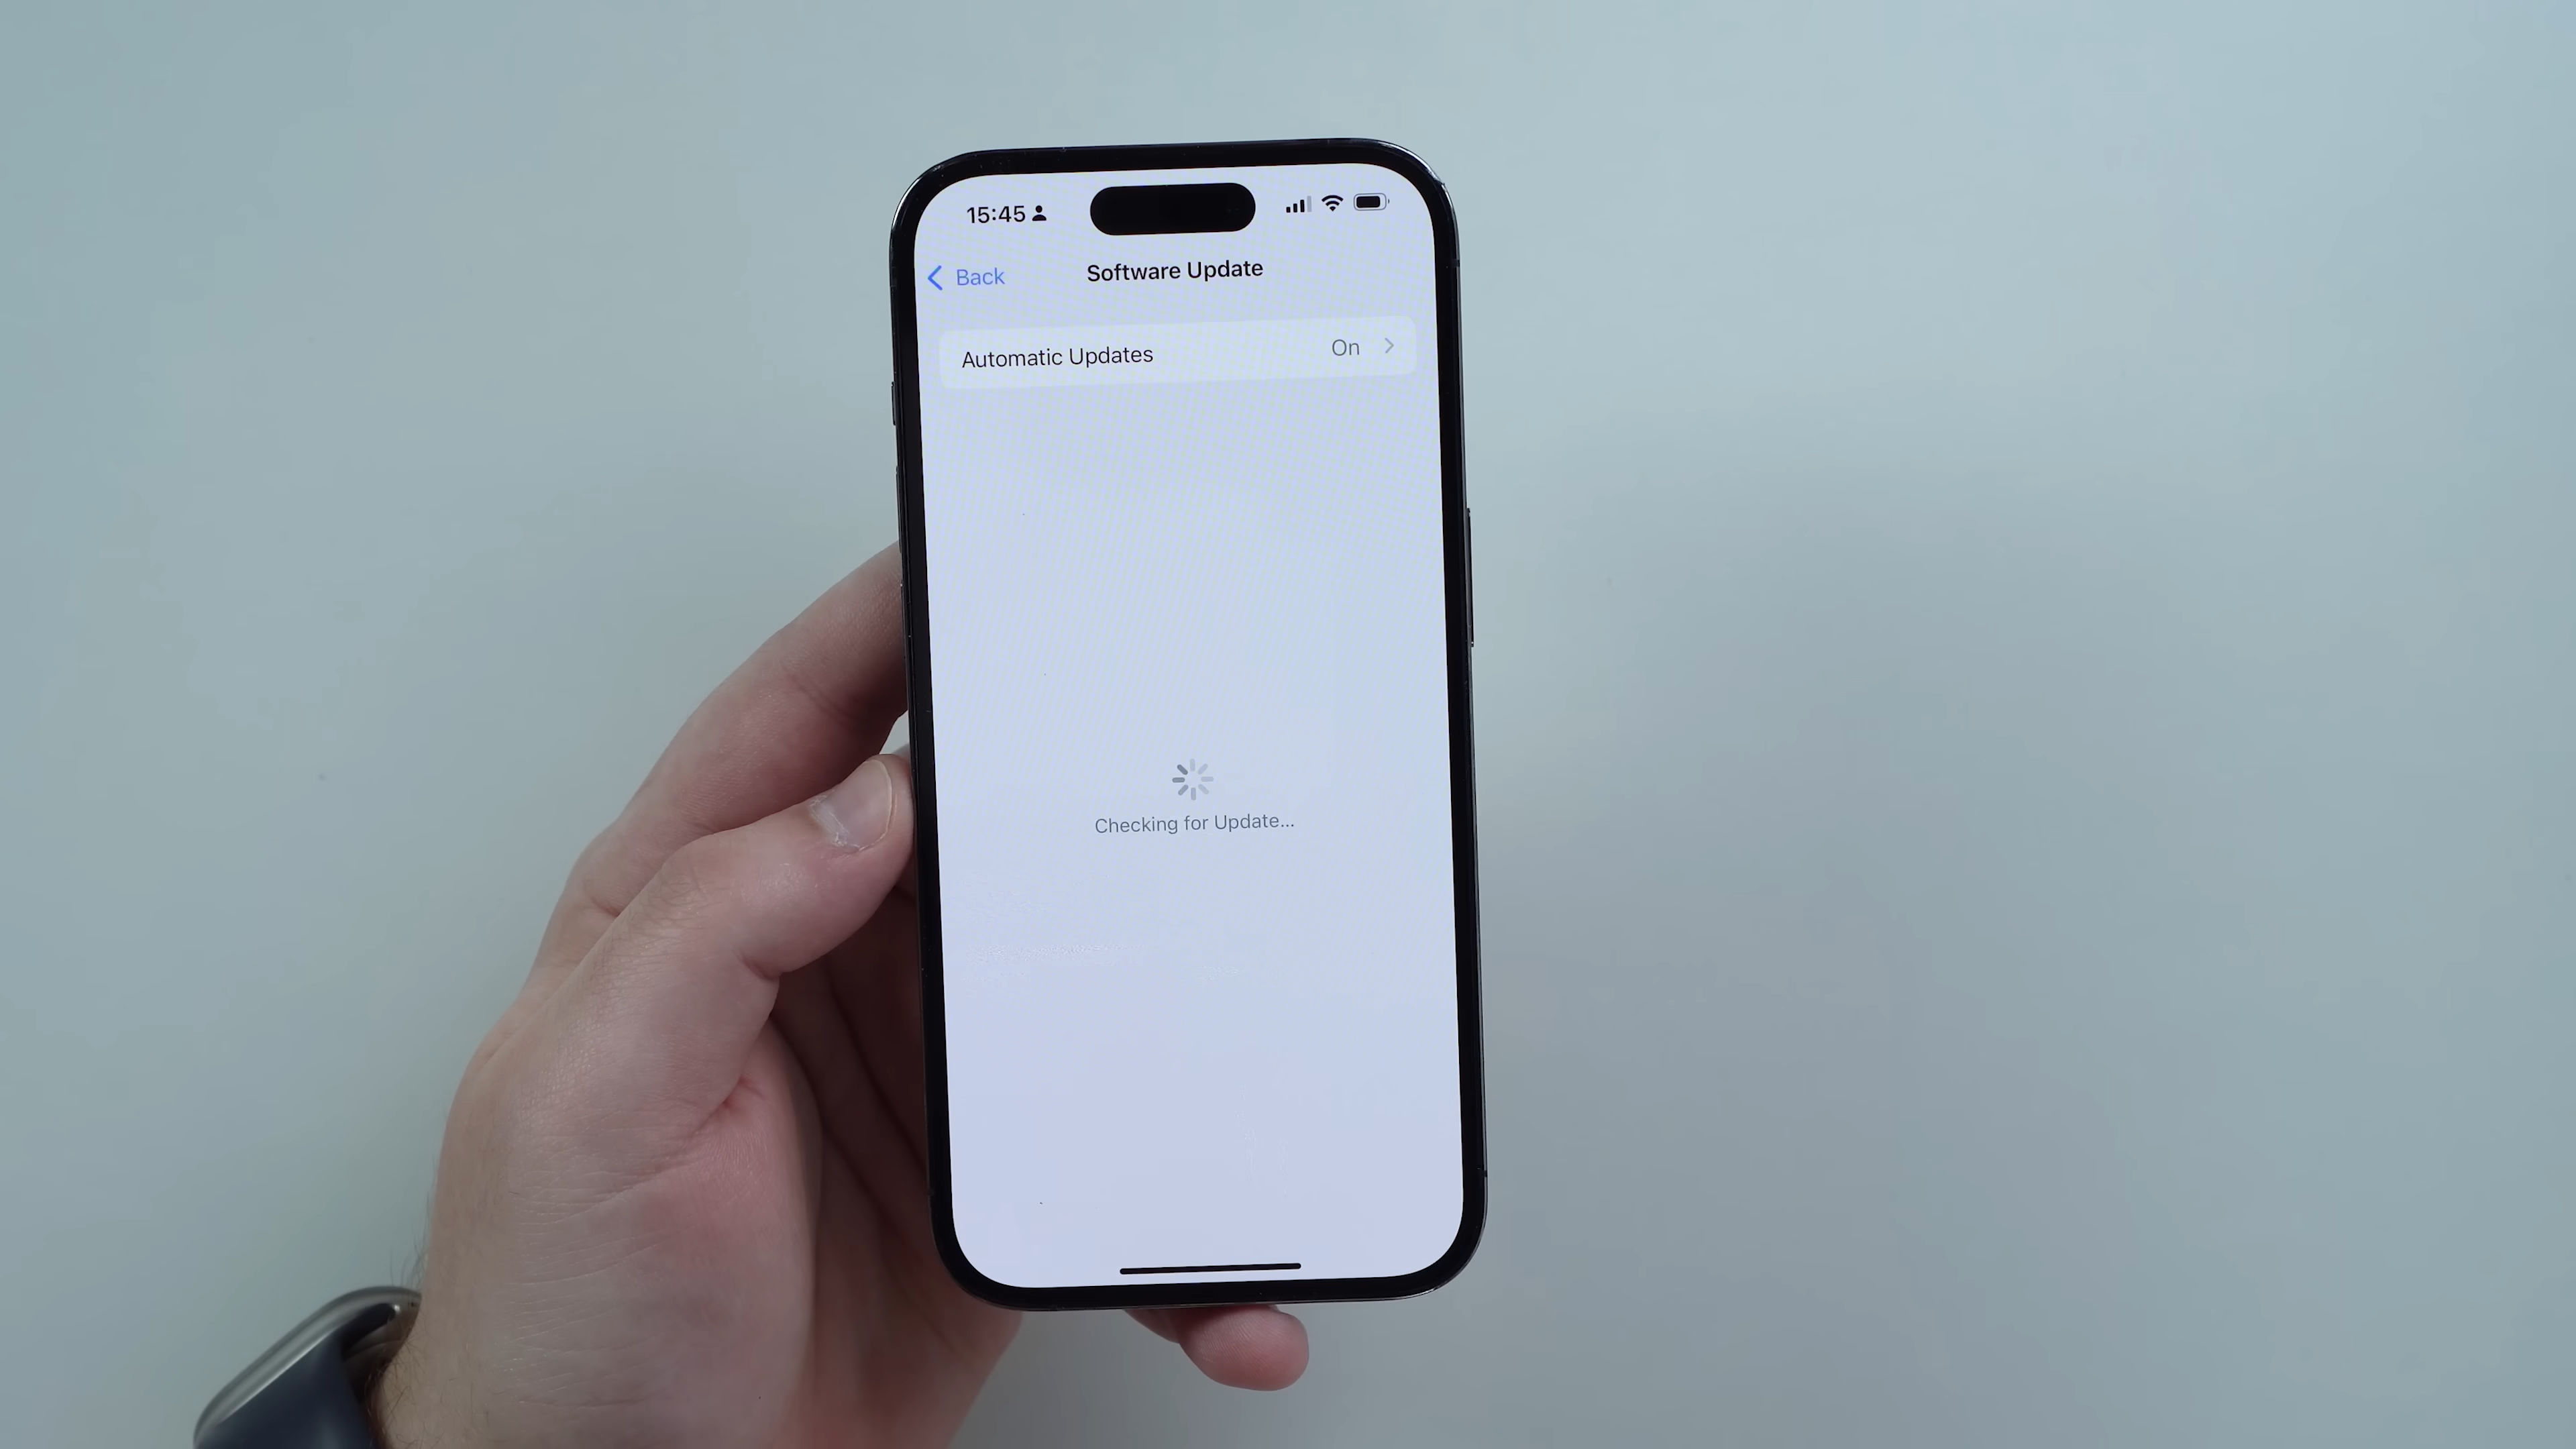 15:45
Back
Software Update
Automatic Updates On
Checking for Update...